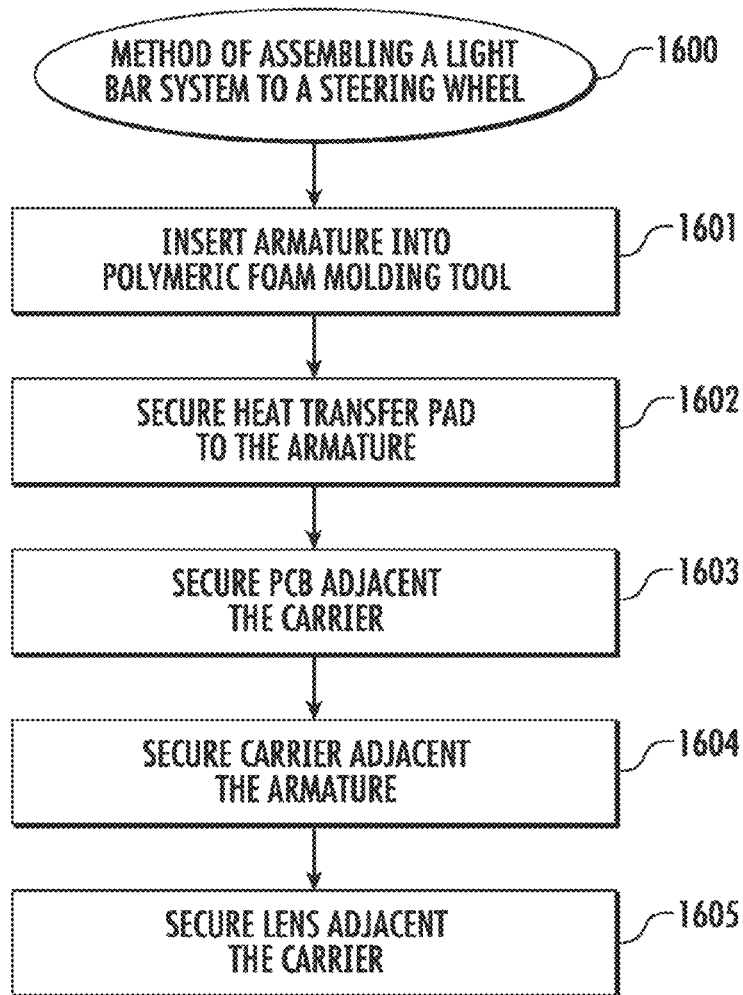 METHOD OF ASSEMBLING A LIGHT
BAR SYSTEM TO A STEERING WHEEL
1600
INSERT ARMATURE INTO
POLYMERIC FOAM MOLDING TOOL
1601
SECURE HEAT TRANSFER PAD
TO THE ARMATURE
1602
SECURE PCB ADJACENT
THE CARRIER
1603
SECURE CARRIER ADJACENT
THE ARMATURE
1604
SECURE LENS ADJACENT
THE CARRIER
1605